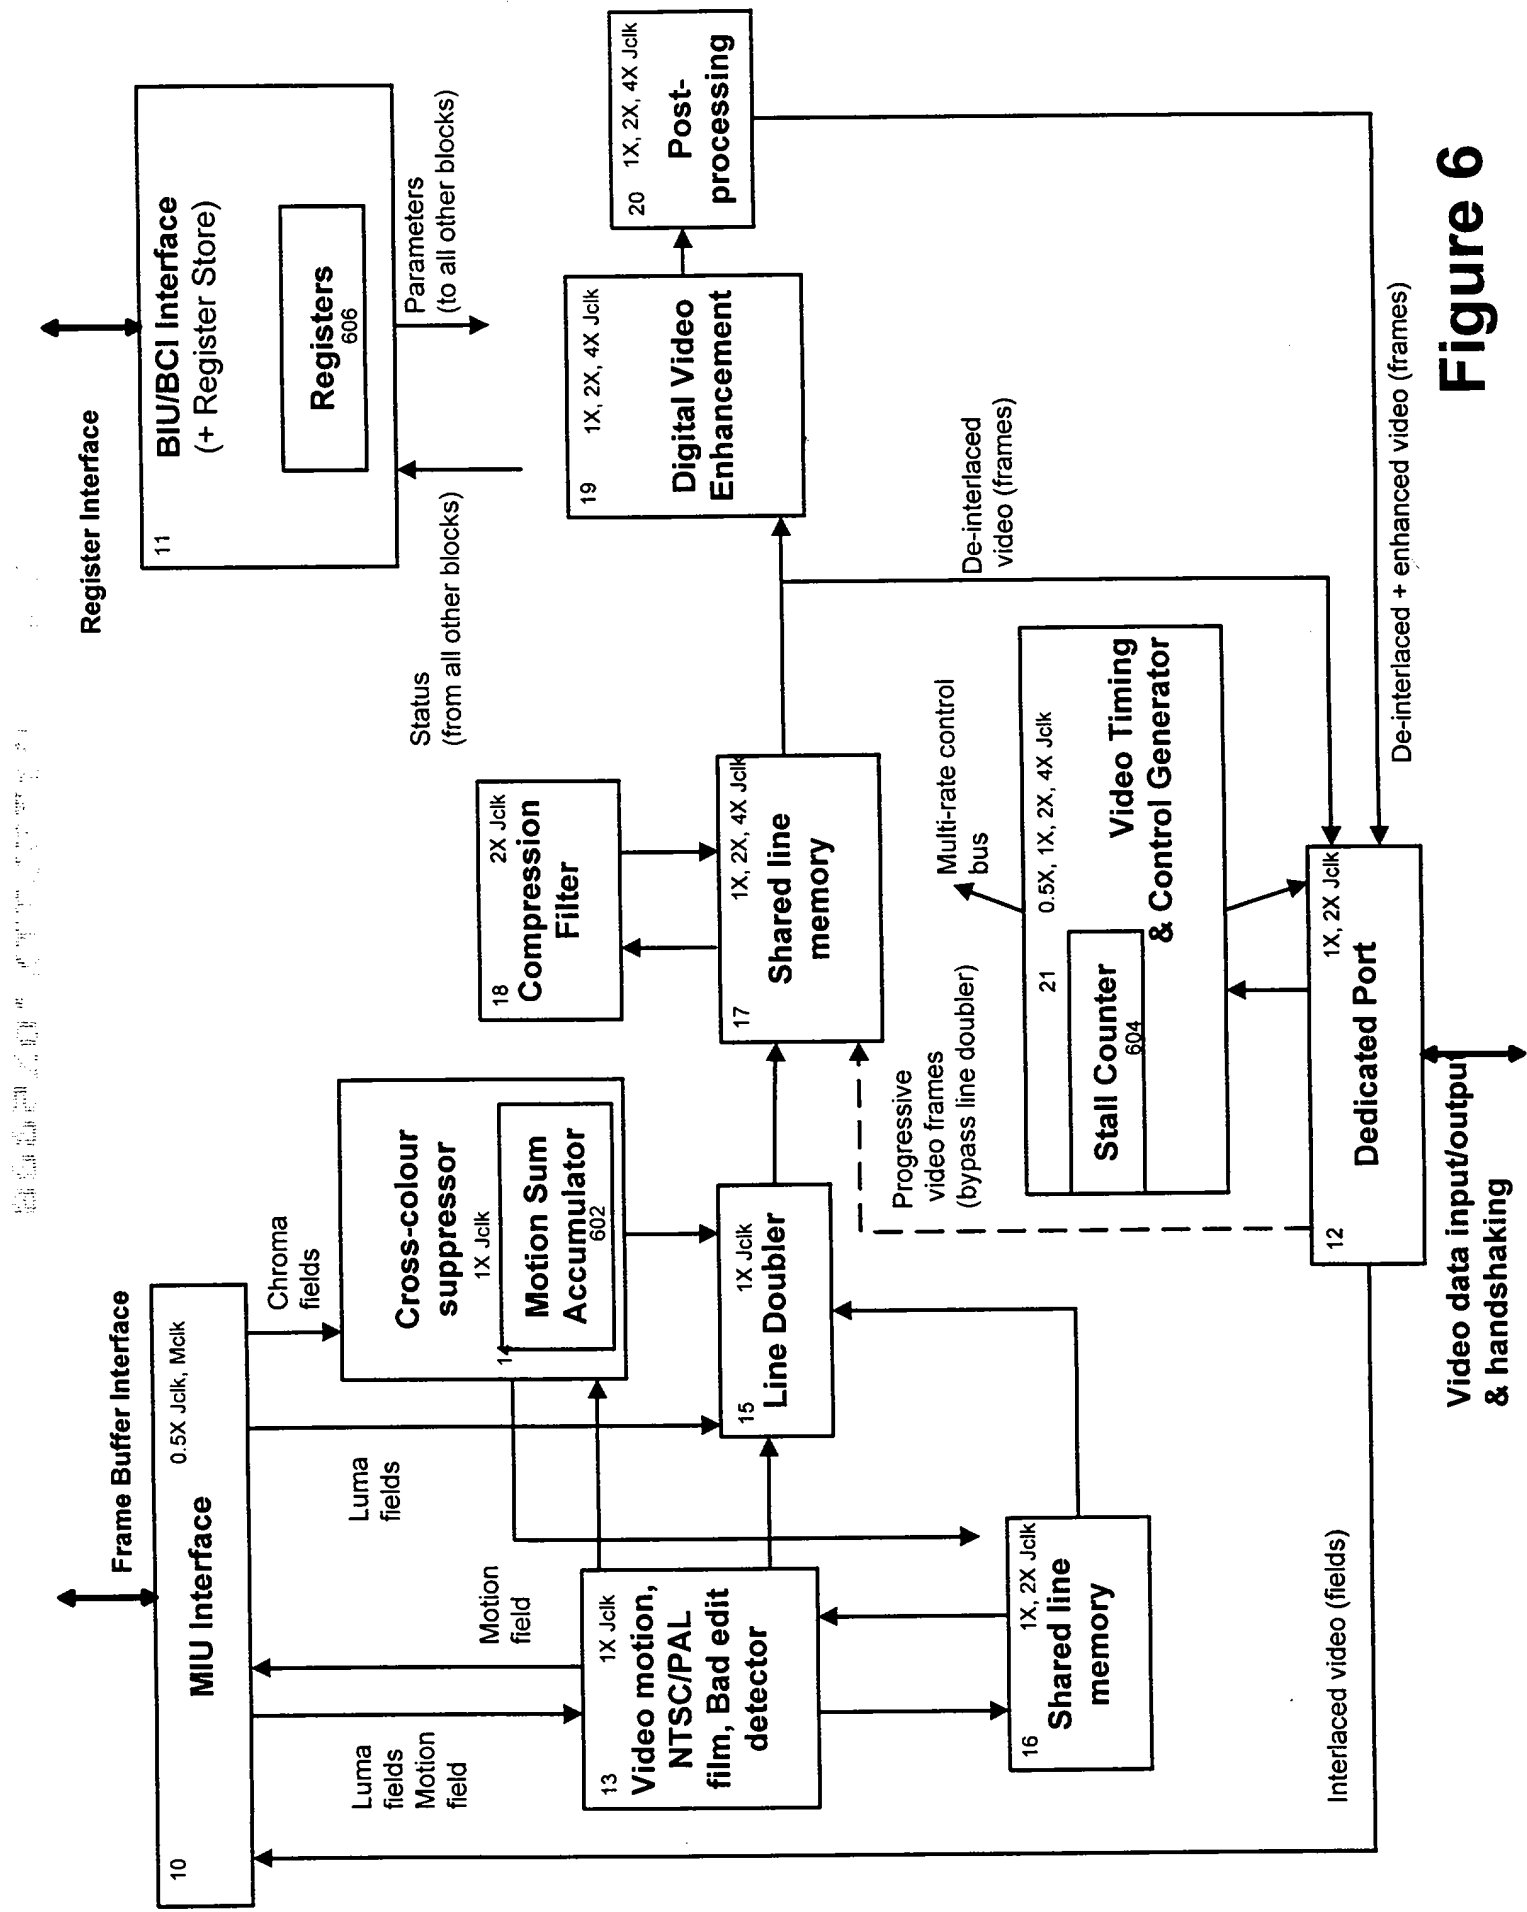 Frame Buffer Interface
10
MIU Interface
0.5X Jclk, Mclk
Register Interface
11
BIU/BCI Interface
(+ Register Store)
Registers
606
Status
(from all other blocks)
Parameters
(to all other blocks)
Luma
fields
Motion
field
Motion
field
Luma
fields
Chroma
fields
Cross-colour
suppressor
1X Jclk
14
Motion Sum
Accumulator
602
13
1X Jclk
Video motion,
NTSC/PAL
film, Bad edit
detector
15
1X Jclk
Line Doubler
16
1X, 2X Jclk
Shared line
memory
18
2X Jclk
Compression
Filter
17
1X, 2X, 4X Jclk
Shared line
memory
19
1X, 2X, 4X Jclk
Digital Video
Enhancement
20
1X, 2X, 4X Jclk
Post-
processing
Progressive
video frames
(bypass line doubler)
Multi-rate control
bus
De-interlaced
video (frames)
21
0.5X, 1X, 2X, 4X Jclk
Video Timing
& Control Generator
Stall Counter
604
12
1X, 2X Jclk
Dedicated Port
Interlaced video (fields)
De-interlaced + enhanced video (frames)
Video data input/output
& handshaking
Figure 6